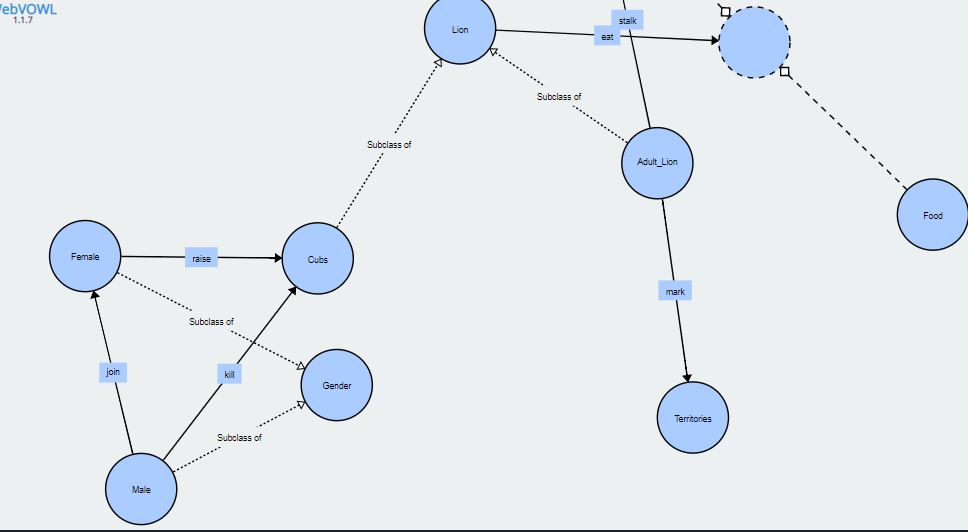 WebVOWL
1.1.7
stalk
Lion
eat
Subclass of
Subclass of
Adult_Lion
Food
Female
raise
Cubs
mark
Subclass of
join
kill
Gender
Territories
Subclass of
Male